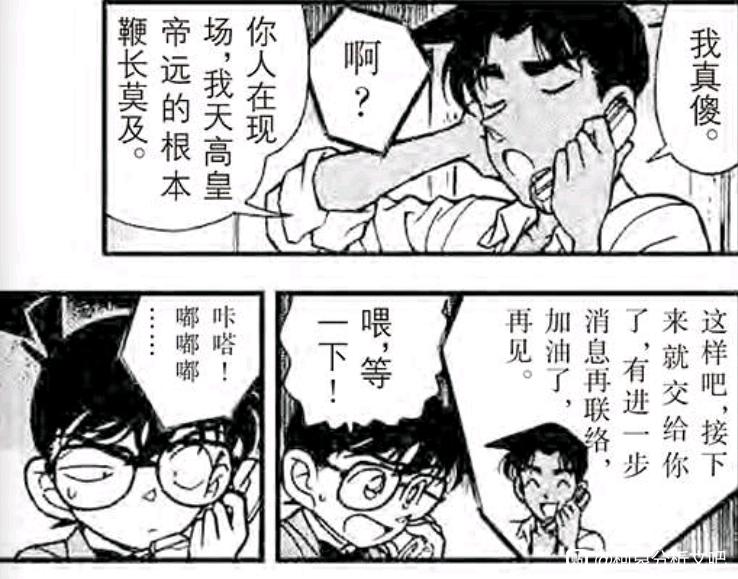 我真傻。
啊?
你人在现
场,我天高皇
帝远的根本
鞭长莫及。
这样吧,接下
来就交给你
了,有进一步
消息再联络,
加油了,
再见。
喂,等
一下!
咔嗒!
嘟嘟嘟
……